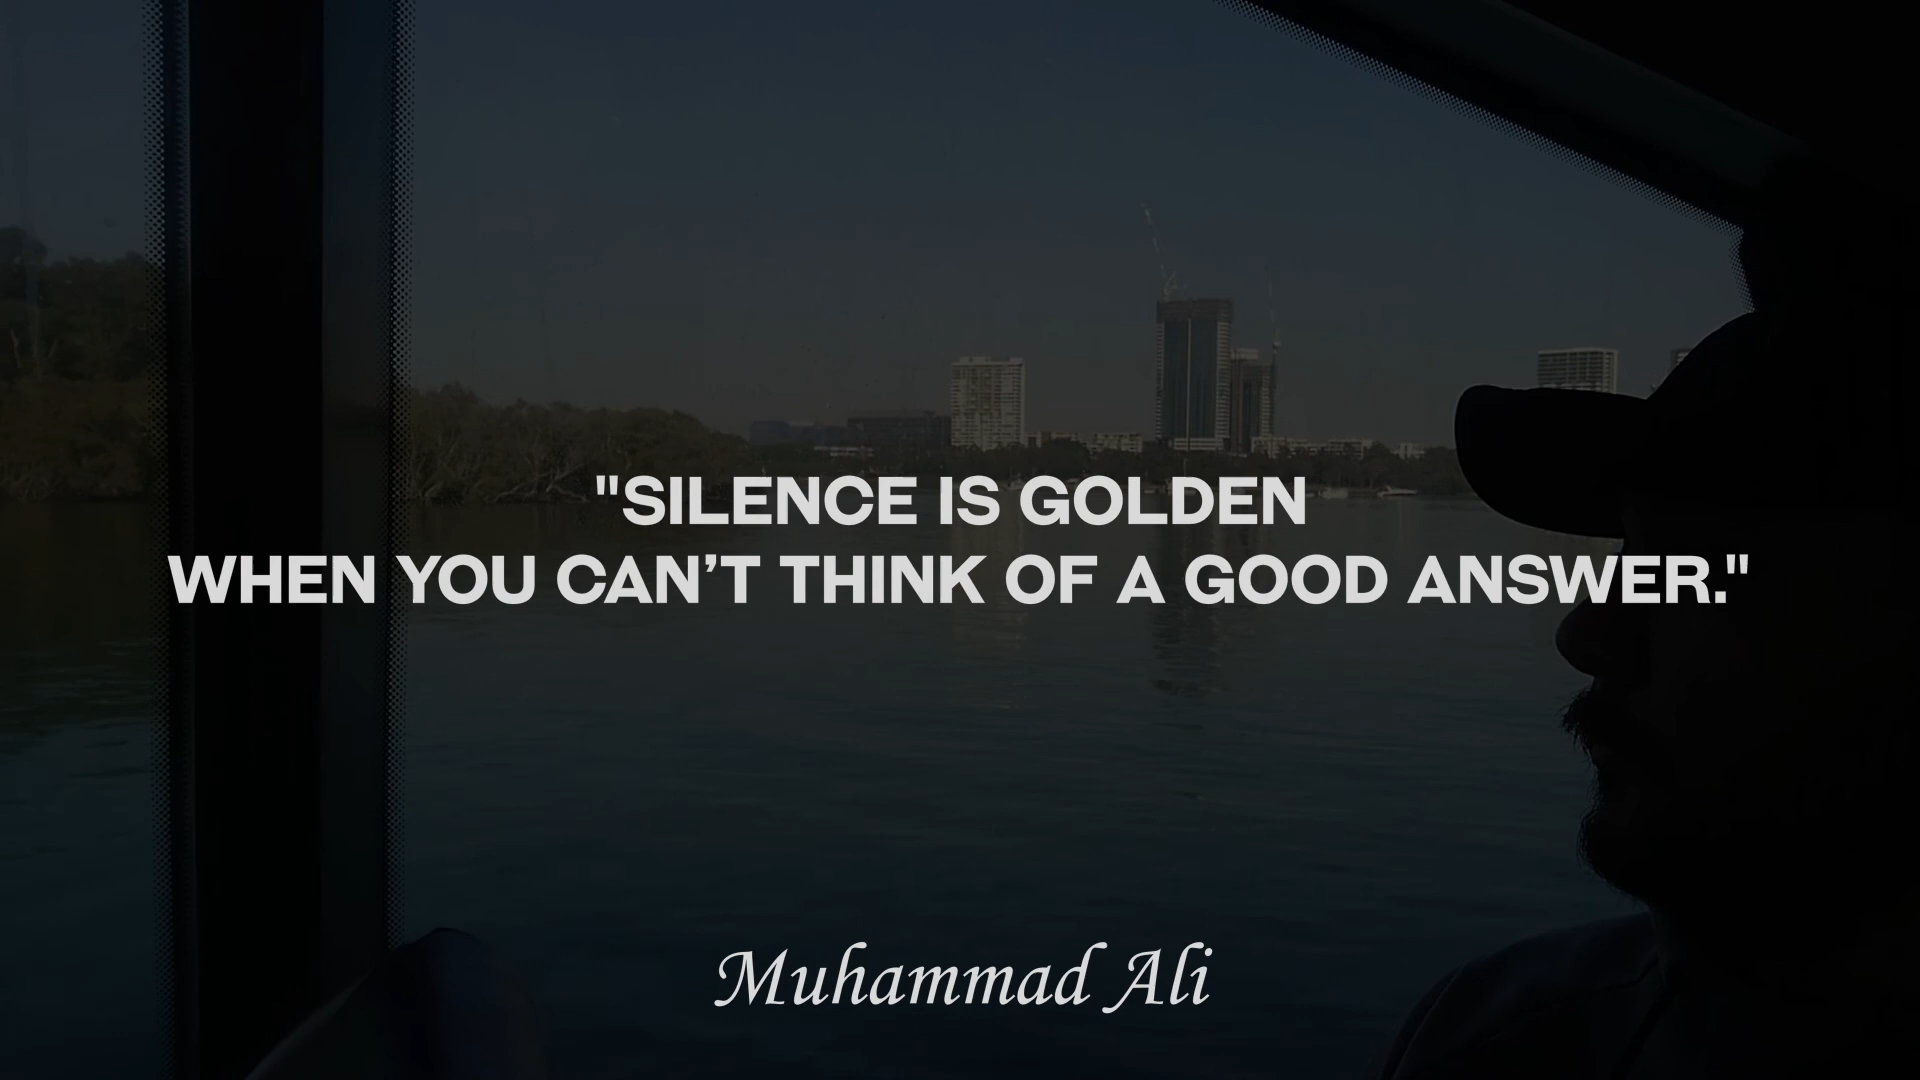 "SILENCE IS GOLDEN
WHEN YOU CAN’T THINK OF A GOOD ANSWER."
Muhammad Ali